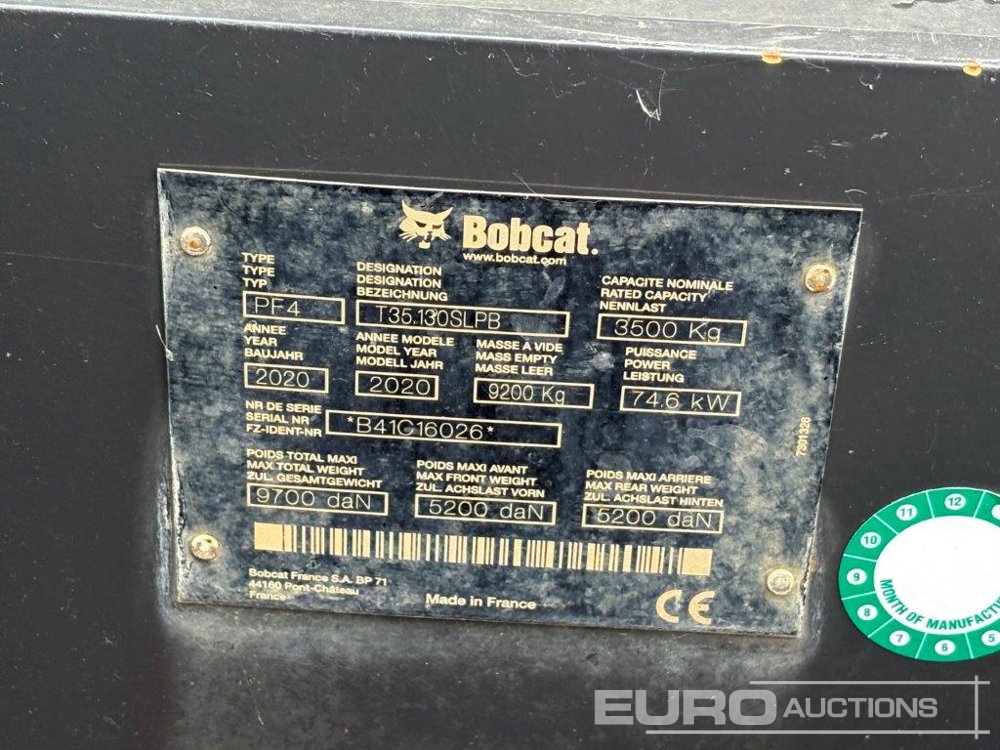 Bobcat.
www.bobcat.com
TYPE
TYPE
TYP
PF4
DESIGNATION
DESIGNATION
BEZEICHNUNG
T35.130SLPB
CAPACITE NOMINALE
RATED CAPACITY
NENNLAST
3500 Kg
ANNEE
YEAR
BAUJAHR
2020
ANNEE MODELE
MODEL YEAR
MODELL JAHR
2020
MASSE A VIDE
MASS EMPTY
MASSE LEER
9200 Kg
PUISSANCE
POWER
LEISTUNG
74.6 kW
NR DE SERIE
SERIAL NR
FZ-IDENT-NR
*B41G16026*
7301326
POIDS TOTAL MAXI
MAX TOTAL WEIGHT
ZUL. GESAMTGEWICHT
9700 daN
POIDS MAXI AVANT
MAX FRONT WEIGHT
ZUL. ACHSLAST VORN
5200 daN
POIDS MAXI ARRIERE
MAX REAR WEIGHT
ZUL. ACHSLAST HINTEN
5200 daN
Bobcat France S.A. BP 71
44160 Pont-Château
France
Made in France
CE
12
11
10
9
8
7
6
5
MONTH OF MANUFACT
EURO AUCTIONS